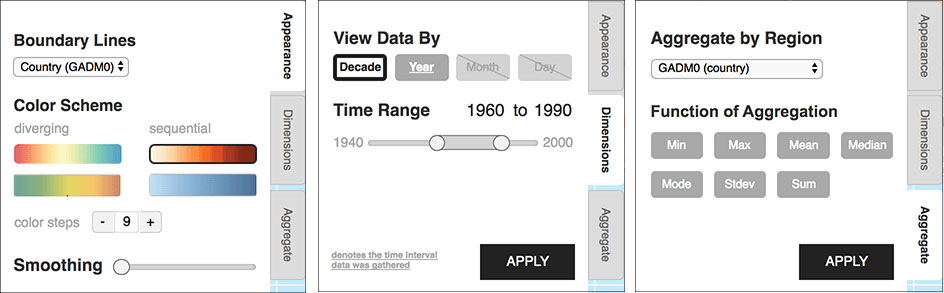 Boundary Lines
Country (GADM0)
Color Scheme
diverging sequential
color steps - 9 +
Smoothing
Appearance
Dimensions
Aggregate
View Data By
Decade Year Month Day
Time Range 1960 to 1990
1940 2000
denotes the time interval
data was gathered
APPLY
Appearance
Dimensions
Aggregate
Aggregate by Region
GADM0 (country)
Function of Aggregation
Min Max Mean Median
Mode Stdev Sum
APPLY
Appearance
Dimensions
Aggregate